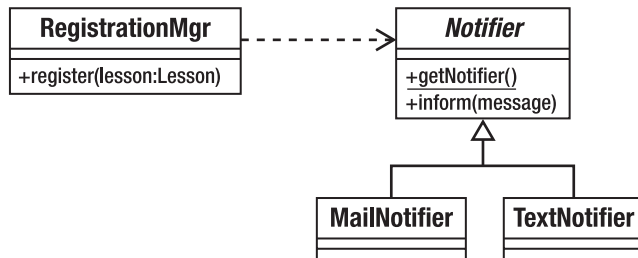 RegistrationMgr
+register(lesson:Lesson)
Notifier
+getNotifier()
+inform(message)
MailNotifier
TextNotifier